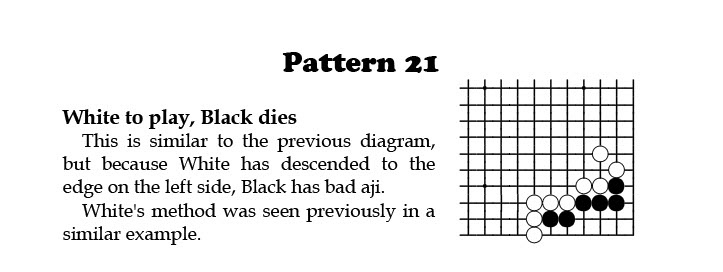 Pattern 21
White to play, Black dies
This is similar to the previous diagram,
but because White has descended to the
edge on the left side, Black has bad aji.
White's method was seen previously in a
similar example.